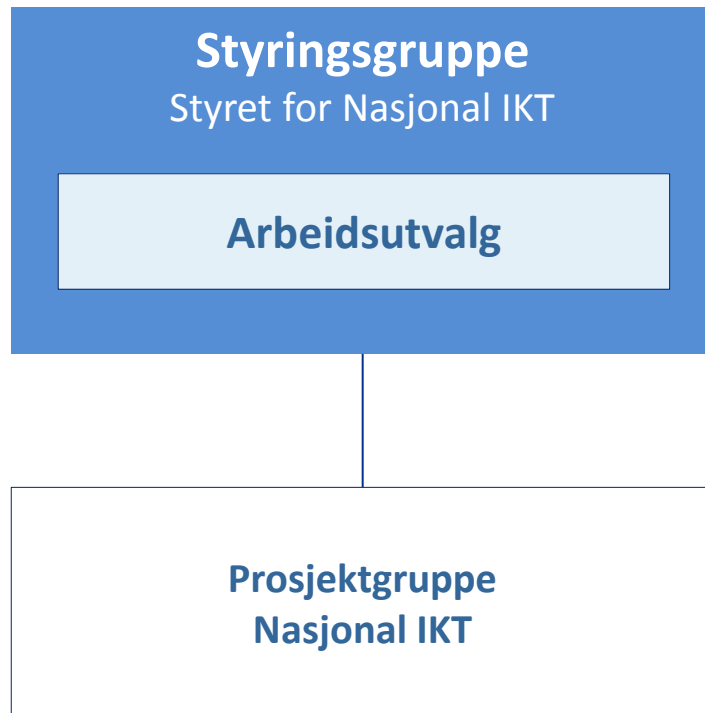 Styringsgruppe
Styret for Nasjonal IKT
Arbeidsutvalg
Prosjektgruppe
Nasjonal IKT